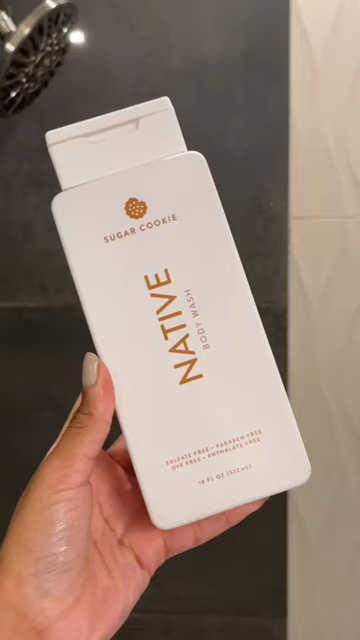 SUGAR COOKIE
NATIVE
BODY WASH
SULFATE FREE • PARABEN FREE
DYE FREE • PHTHALATE FREE
18 FL OZ (532 mL)